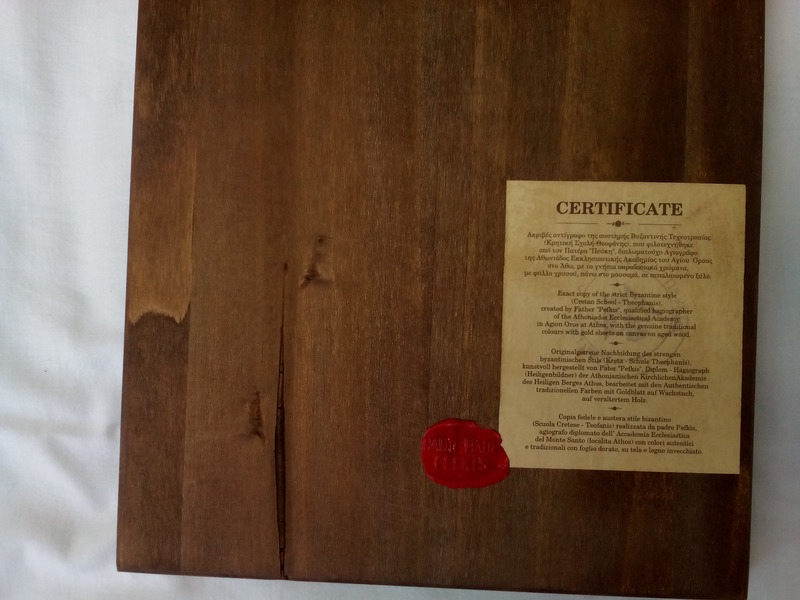 CERTIFICATE
Ακριβές αντίγραφο της αυστηρής Βυζαντινής Τεχνοτροπίας
(Κρητική Σχολή-Θεοφάνης), που φιλοτεχνήθηκε
από τον Πατέρα "Πεύκη", διπλωματούχο Αγιογράφο
της Αθωνιάδος Εκκλησιαστικής Ακαδημίας του Αγίου Όρους
στο Άθω, με τα γνήσια παραδοσιακά χρώματα,
με φύλλο χρυσού, πάνω στο μουσαμά, σε παλαιωμένο ξύλο.
Exact copy of the strict Byzantine style
(Cretan School - Theophanis),
created by Father "Pefkis", qualified hagiographer
of the Athoniados Ecclesiastical Academy
in Agion Oros at Athos, with the genuine traditional
colours with gold sheets on canvas on aged wood.
Originalgetreue Nachbildung des strengen
byzantinischen Stils (Kreta - Schule Theophanis),
kunstvoll hergestellt von Pater "Pefkis", Diplom - Hagiograph
(Heiligenbildner) der Athonianischen KirchlichenAkademie
des Heiligen Berges Athos, bearbeitet mit den Authentischen
tradizionellen Farben mit Goldblatt auf Wachstuch,
auf veraltertem Holz.
Copia fedele e austera stile bizantino
(Scuola Cretese - Teofanis) realizzata da padre Pefkis,
agiografo diplomato dell' Accademia Ecclesiastica
del Monte Santo (localita Athos) con colori autentici
e tradizionali con foglio dorato, su tela e legno invecchiato.